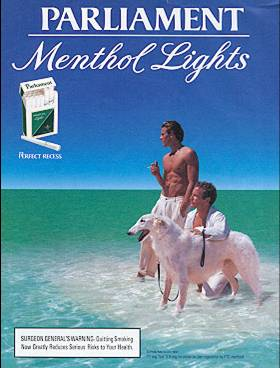 PARLIAMENT
Menthol Lights
Parliament
Lights
PERFECT RECESS
SURGEON GENERAL'S WARNING: Quitting Smoking
Now Greatly Reduces Serious Risks to Your Health.